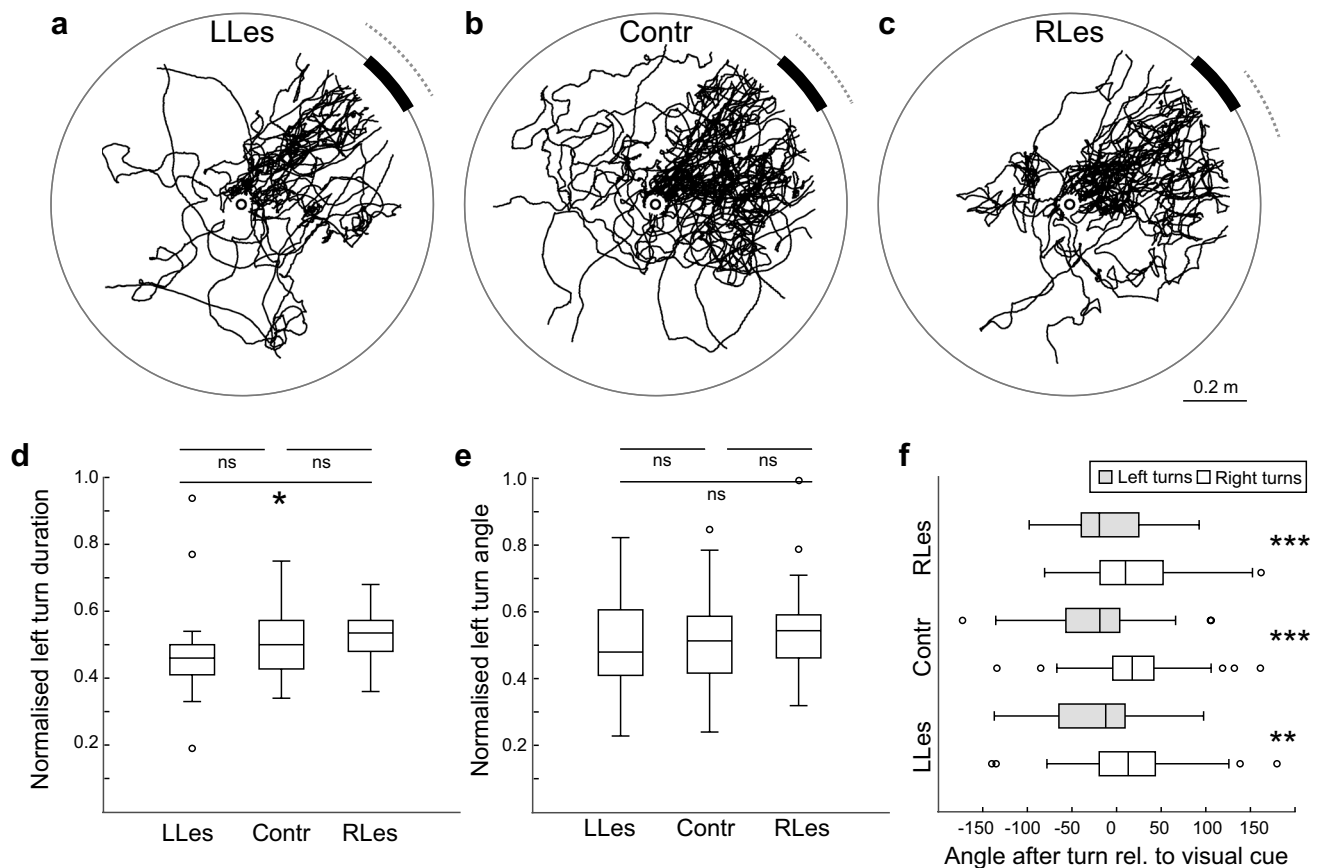 a
LLes
b
Contr
c
RLes
0.2 m
d
ns
ns
*
1.0
0.8
0.6
0.4
0.2
Normalised left turn duration
LLes
Contr
RLes
e
ns
ns
ns
1.0
0.8
0.6
0.4
0.2
Normalised left turn angle
LLes
Contr
RLes
f
Left turns
Right turns
RLes
***
Contr
***
LLes
**
-150
-100
-50
0
50
100
150
Angle after turn rel. to visual cue